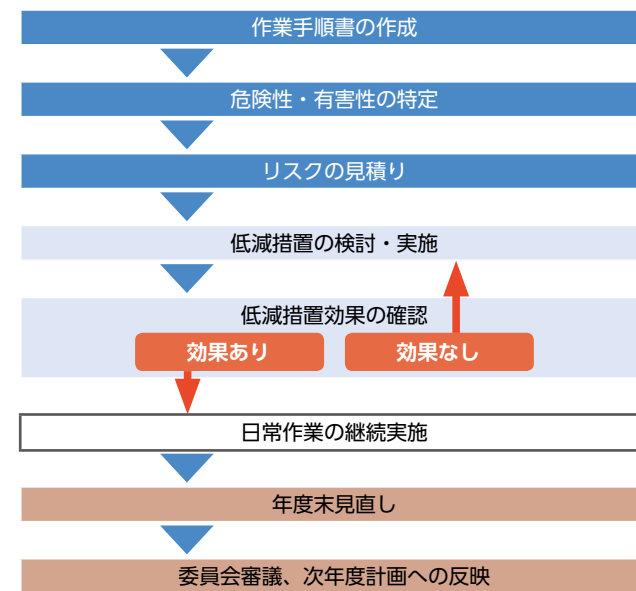 作業手順書の作成
危険性・有害性の特定
リスクの見積り
低減措置の検討・実施
低減措置効果の確認
効果あり
効果なし
日常作業の継続実施
年度末見直し
委員会審議、次年度計画への反映